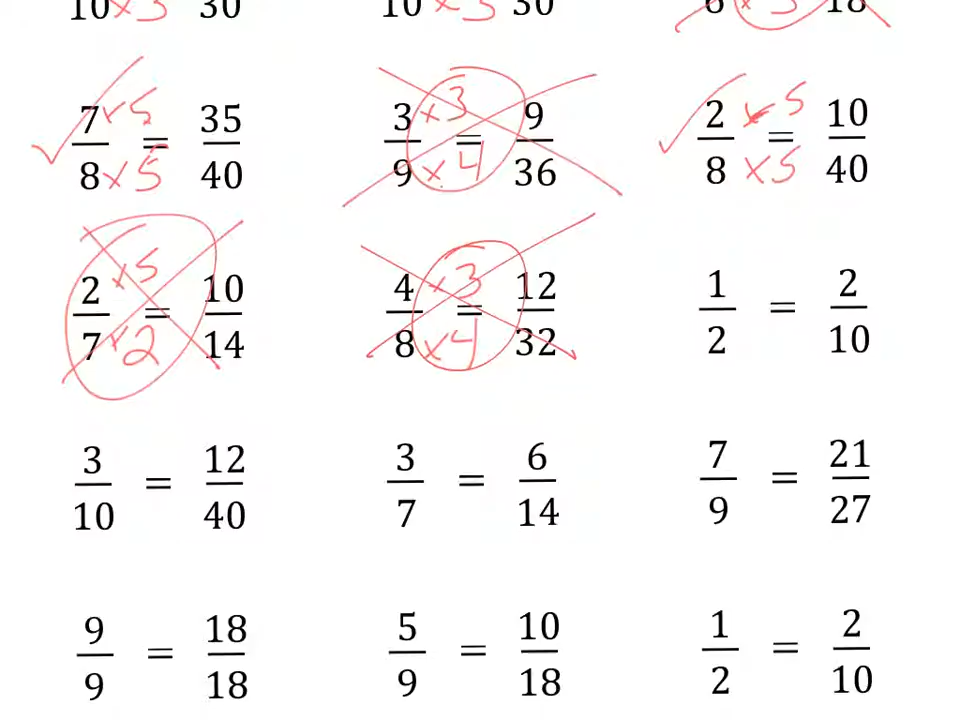 10 ×3 30 10 ×3 30 6 ×3 18
7 ×5 35 3 ×3 9 2 ×5 10
= = =
8 ×5 40 9 ×4 36 8 ×5 40
2 ×5 10 4 ×3 12 1 2
= = =
7 ×2 14 8 ×4 32 2 10
3 12 3 6 7 21
= = =
10 40 7 14 9 27
9 18 5 10 1 2
= = =
9 18 9 18 2 10